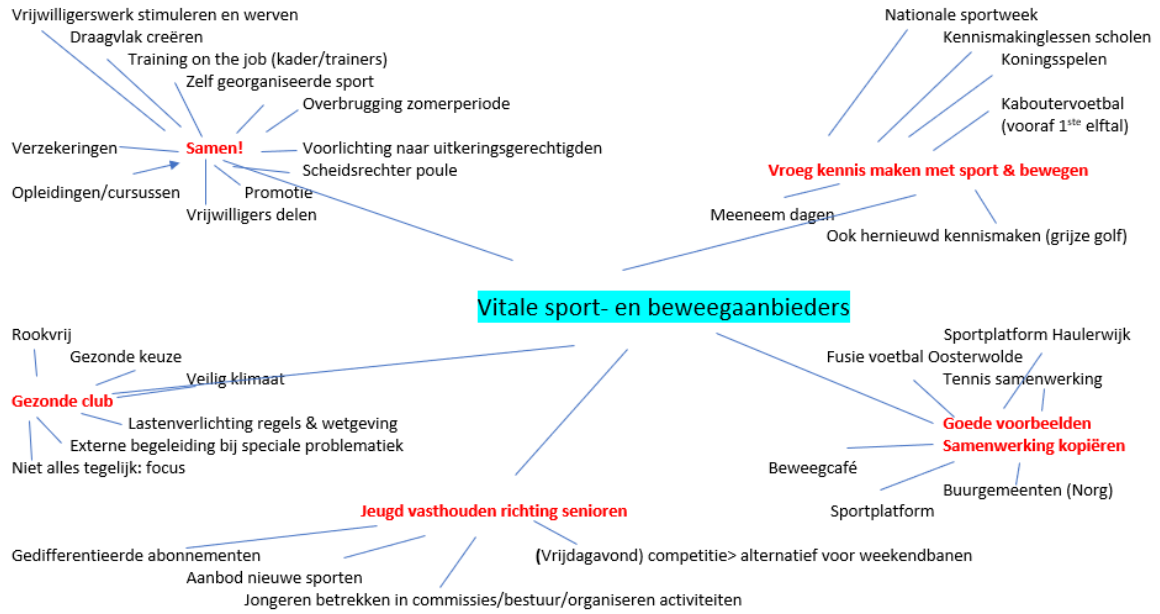 Vrijwilligerswerk stimuleren en werven
Draagvlak creëren
Training on the job (kader/trainers)
Zelf georganiseerde sport
Overbrugging zomerperiode
Verzekeringen
Samen!
Voorlichting naar uitkeringsgerechtigden
Scheidsrechter poule
Opleidingen/cursussen
Promotie
Vrijwilligers delen
Nationale sportweek
Kennismakinglessen scholen
Koningsspelen
Kaboutervoetbal
(vooraf 1ste elftal)
Vroeg kennis maken met sport & bewegen
Meeneem dagen
Ook hernieuwd kennismaken (grijze golf)
Vitale sport- en beweegaanbieders
Rookvrij
Gezonde keuze
Veilig klimaat
Gezonde club
Lastenverlichting regels & wetgeving
Externe begeleiding bij speciale problematiek
Niet alles tegelijk: focus
Sportplatform Haulerwijk
Fusie voetbal Oosterwolde
Tennis samenwerking
Goede voorbeelden
Samenwerking kopiëren
Beweegcafé
Buurgemeenten (Norg)
Sportplatform
Jeugd vasthouden richting senioren
Gedifferentieerde abonnementen
(Vrijdagavond) competitie> alternatief voor weekendbanen
Aanbod nieuwe sporten
Jongeren betrekken in commissies/bestuur/organiseren activiteiten